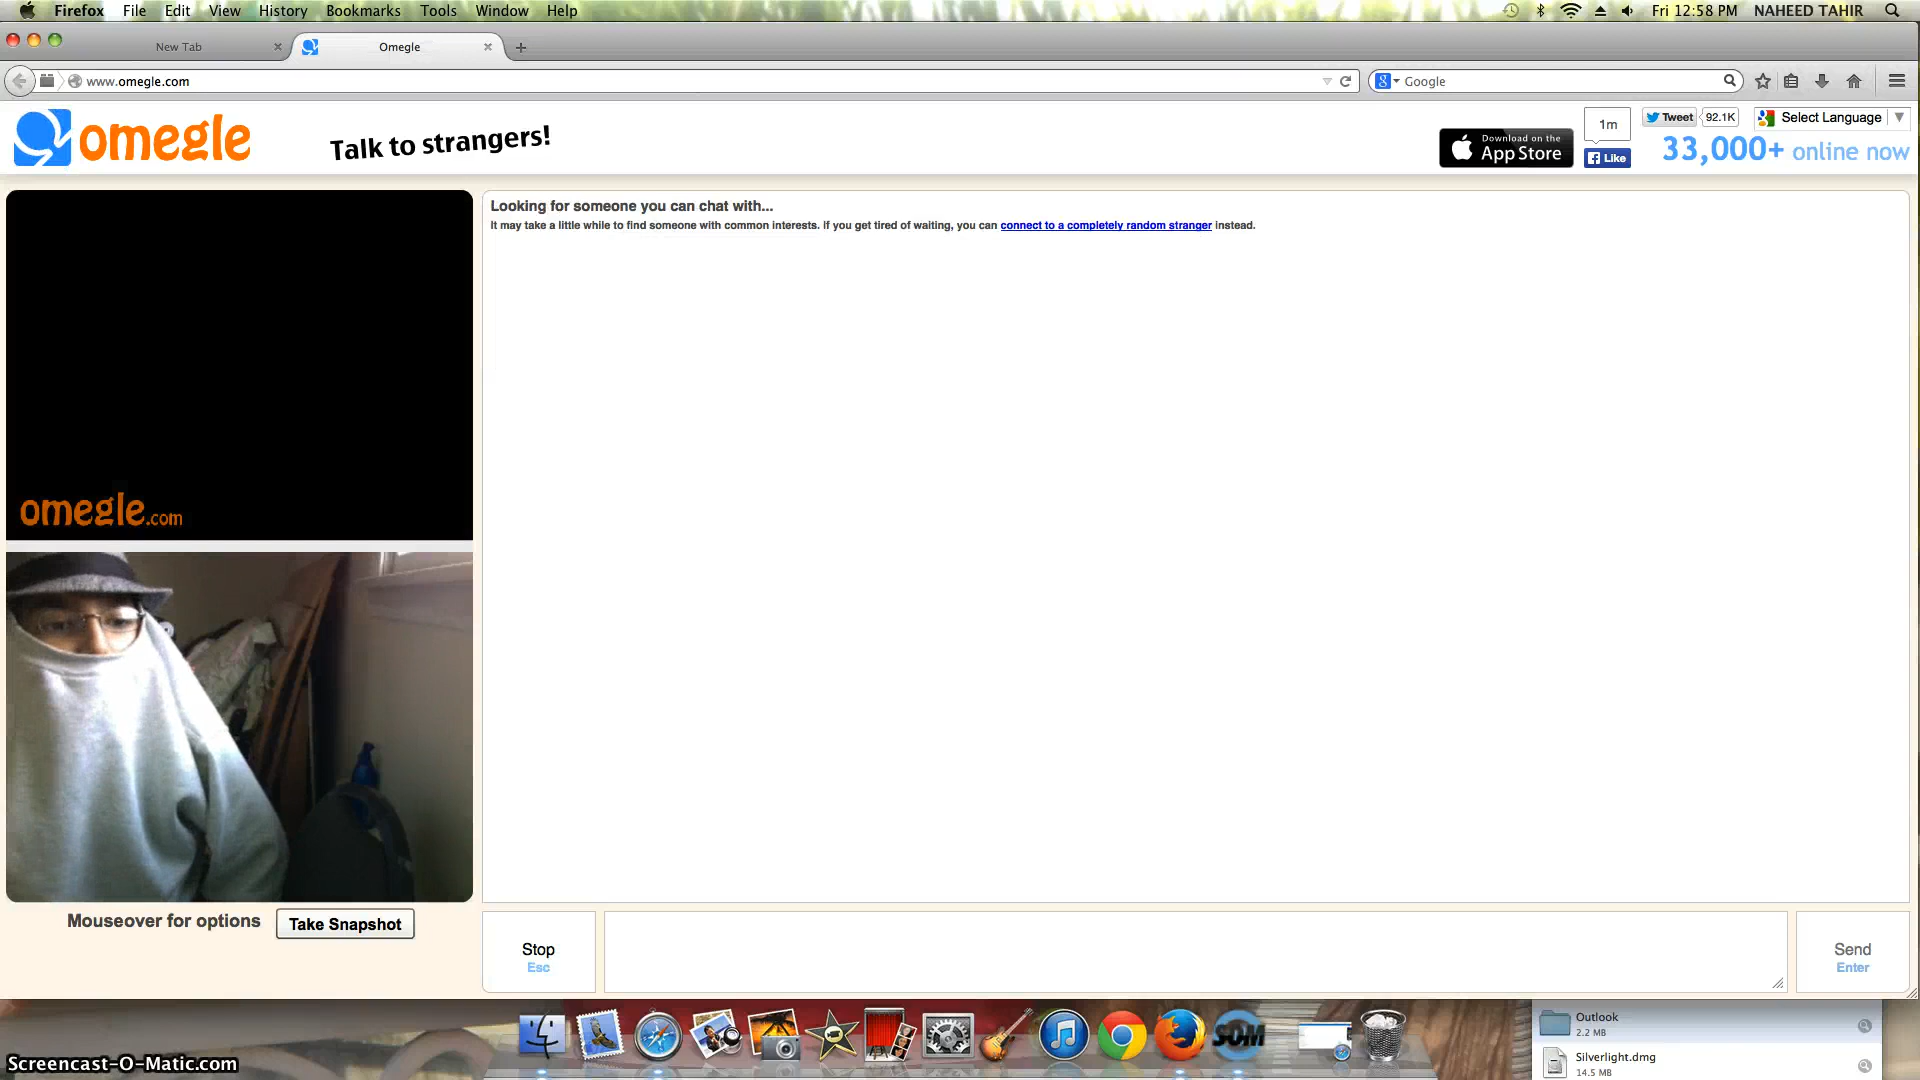 Firefox File Edit View History Bookmarks Tools Window Help Fri 12:58 PM NAHEED TAHIR
New Tab Omegle
www.omegle.com Google
omegle Talk to strangers! Download on the App Store 1m Like Tweet 92.1K Select Language
33,000+ online now
Looking for someone you can chat with...
It may take a little while to find someone with common interests. If you get tired of waiting, you can connect to a completely random stranger instead.
omegle.com
Mouseover for options Take Snapshot
Stop
Esc
Send
Enter
SOM
Outlook
2.2 MB
Silverlight.dmg
14.5 MB
Screencast-O-Matic.com